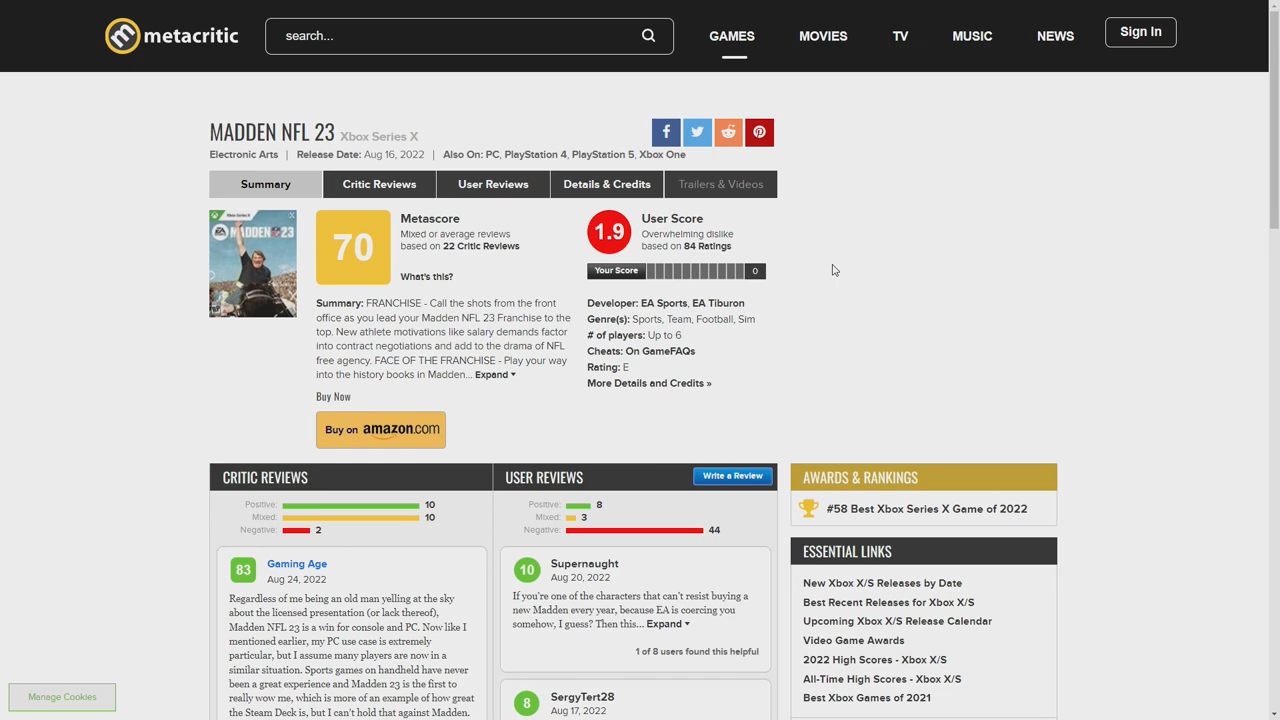 metacritic
search...
GAMES
MOVIES
TV
MUSIC
NEWS
Sign In
MADDEN NFL 23 Xbox Series X
Electronic Arts | Release Date: Aug 16, 2022 | Also On: PC, PlayStation 4, PlayStation 5, Xbox One
Summary
Critic Reviews
User Reviews
Details & Credits
Trailers & Videos
EA MADDEN 23
70
Metascore
Mixed or average reviews
based on 22 Critic Reviews
What's this?
1.9
User Score
Overwhelming dislike
based on 84 Ratings
Your Score
0
Summary: FRANCHISE - Call the shots from the front
office as you lead your Madden NFL 23 Franchise to the
top. New athlete motivations like salary demands factor
into contract negotiations and add to the drama of NFL
free agency. FACE OF THE FRANCHISE - Play your way
into the history books in Madden... Expand
Developer: EA Sports, EA Tiburon
Genre(s): Sports, Team, Football, Sim
# of players: Up to 6
Cheats: On GameFAQs
Rating: E
More Details and Credits »
Buy Now
Buy on amazon.com
CRITIC REVIEWS
Positive: 10
Mixed: 10
Negative: 2
83
Gaming Age
Aug 24, 2022
Regardless of me being an old man yelling at the sky
about the licensed presentation (or lack thereof),
Madden NFL 23 is a win for console and PC. Now like I
mentioned earlier, my PC use case is extremely
particular, but I assume many players are now in a
similar situation. Sports games on handheld have never
been a great experience and Madden 23 is the first to
really wow me, which is more of an example of how great
the Steam Deck is, but I can't hold that against Madden.
USER REVIEWS
Write a Review
Positive: 8
Mixed: 3
Negative: 44
10
Supernaught
Aug 20, 2022
If you're one of the characters that can't resist buying a
new Madden every year, because EA is coercing you
somehow, I guess? Then this... Expand
1 of 8 users found this helpful
8
SergyTert28
Aug 17, 2022
AWARDS & RANKINGS
#58 Best Xbox Series X Game of 2022
ESSENTIAL LINKS
New Xbox X/S Releases by Date
Best Recent Releases for Xbox X/S
Upcoming Xbox X/S Release Calendar
Video Game Awards
2022 High Scores - Xbox X/S
All-Time High Scores - Xbox X/S
Best Xbox Games of 2021
Manage Cookies